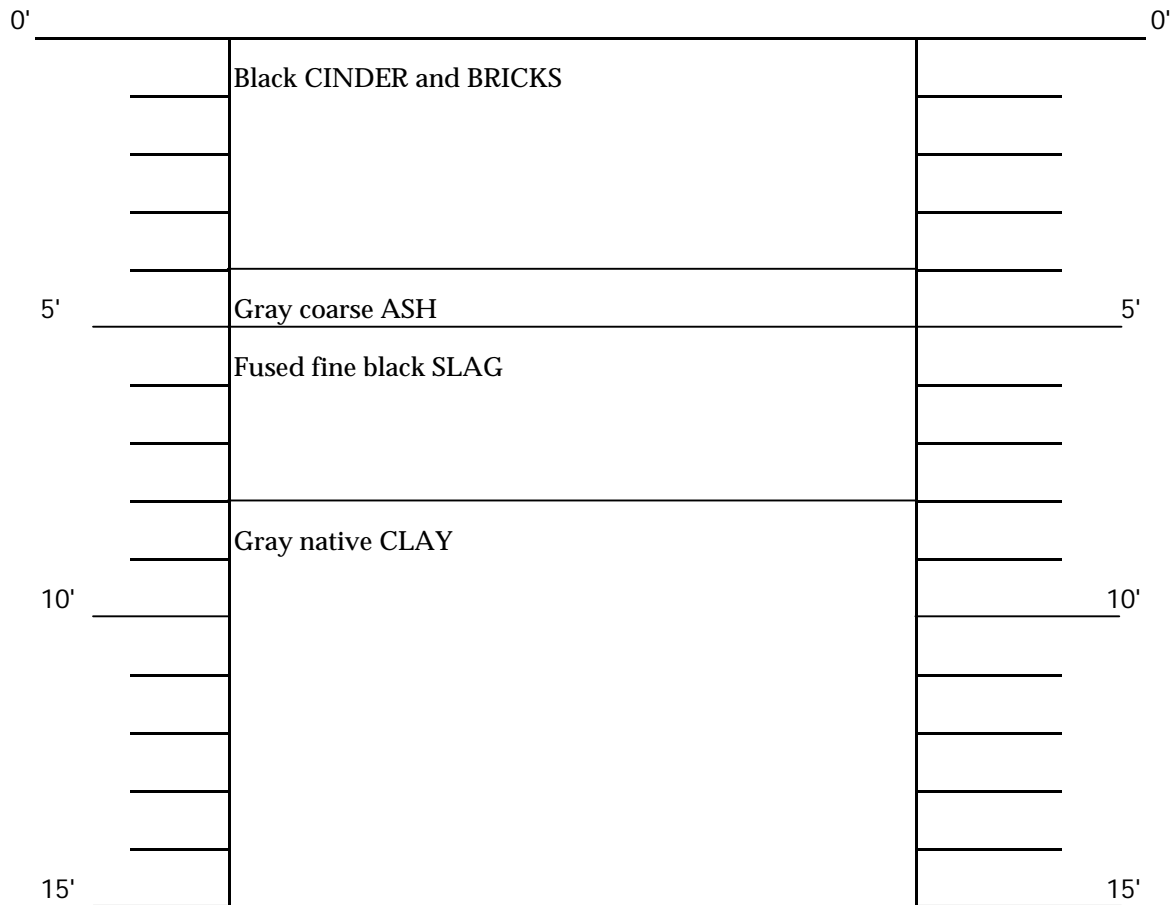 0' 0'
Black CINDER and BRICKS
5' Gray coarse ASH 5'
Fused fine black SLAG
Gray native CLAY
10' 10'
15' 15'